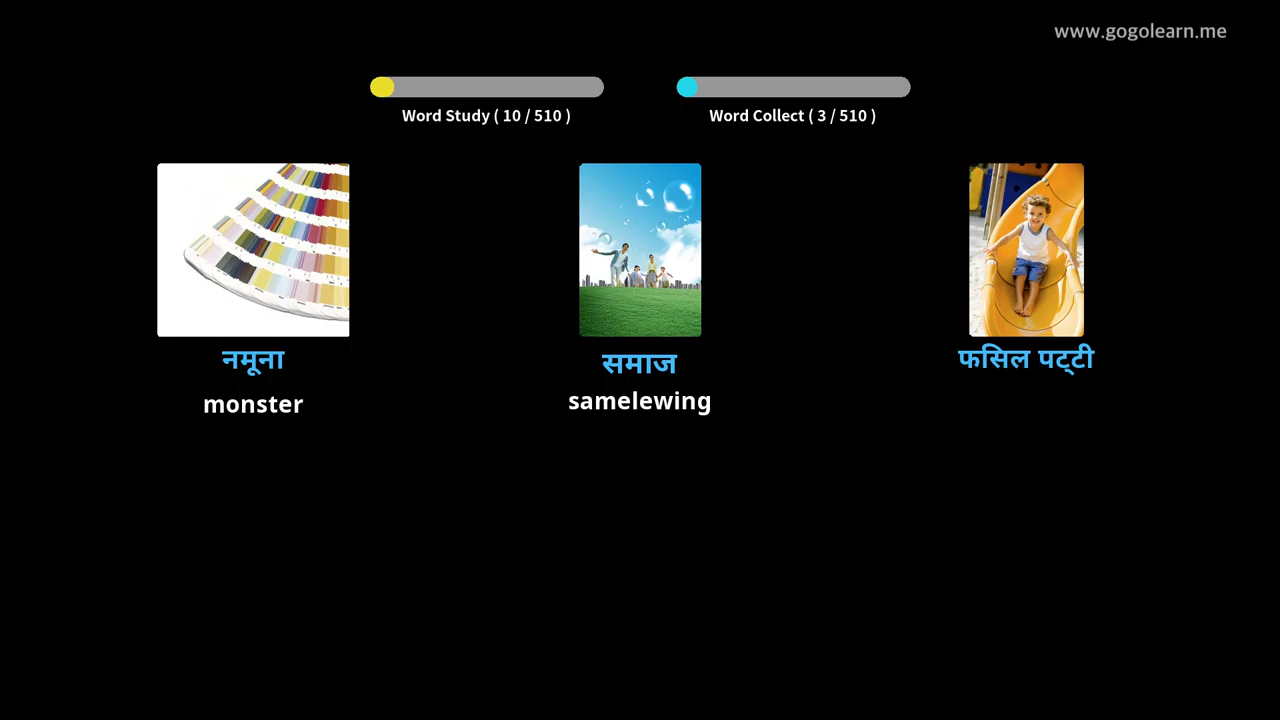 www.gogolearn.me
Word Study ( 10 / 510 )
Word Collect ( 3 / 510 )
नमूना
समाज
फसिल पट्टी
monster
samelewing